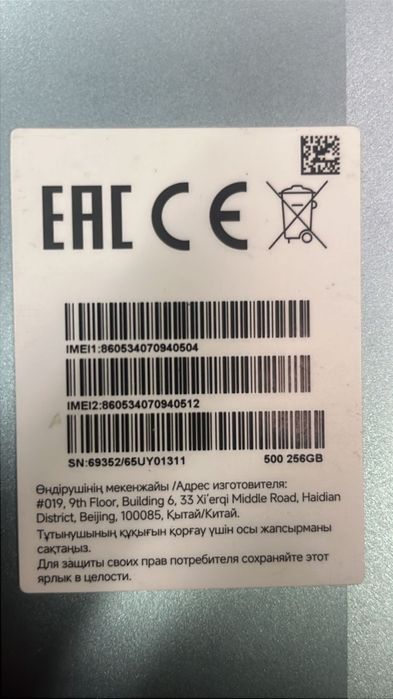 EAC CE
IMEI1:860534070940504
IMEI2:860534070940512
SN:69352/65UY01311 500 256GB
Өндірушінің мекенжайы /Адрес изготовителя:
#019, 9th Floor, Building 6, 33 Xi'erqi Middle Road, Haidian
District, Beijing, 100085, Қытай/Китай.
Тұтынушының құқығын қорғау үшін осы жапсырманы
сақтаңыз.
Для защиты своих прав потребителя сохраняйте этот
ярлык в целости.